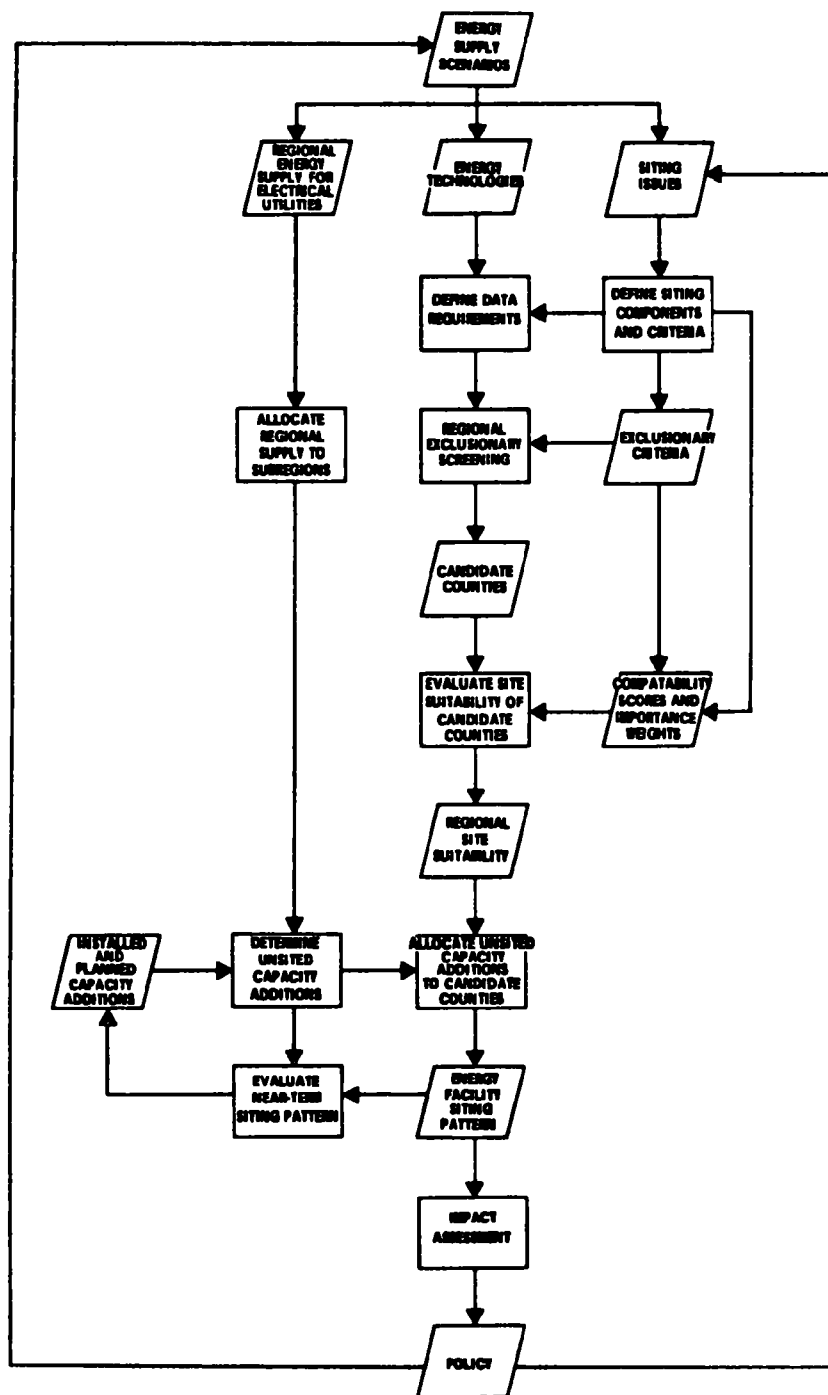 ENERGY
SUPPLY
SCENARIOS
REGIONAL
ENERGY
SUPPLY FOR
ELECTRICAL
UTILITIES
ENERGY
TECHNOLOGIES
SITING
ISSUES
DEFINE DATA
REQUIREMENTS
DEFINE SITING
COMPONENTS
AND CRITERIA
ALLOCATE
REGIONAL
SUPPLY TO
SUBREGIONS
REGIONAL
EXCLUSIONARY
SCREENING
EXCLUSIONARY
CRITERIA
CANDIDATE
COUNTIES
EVALUATE SITE
SUITABILITY OF
CANDIDATE
COUNTIES
COMPATABILITY
SCORES AND
IMPORTANCE
WEIGHTS
REGIONAL
SITE
SUITABILITY
INSTALLED
AND
PLANNED
CAPACITY
ADDITIONS
DETERMINE
UNSITED
CAPACITY
ADDITIONS
ALLOCATE UNSITED
CAPACITY
ADDITIONS
TO CANDIDATE
COUNTIES
EVALUATE
NEAR-TERM
SITING PATTERN
ENERGY
FACILITY
SITING
PATTERN
IMPACT
ASSESSMENT
POLICY